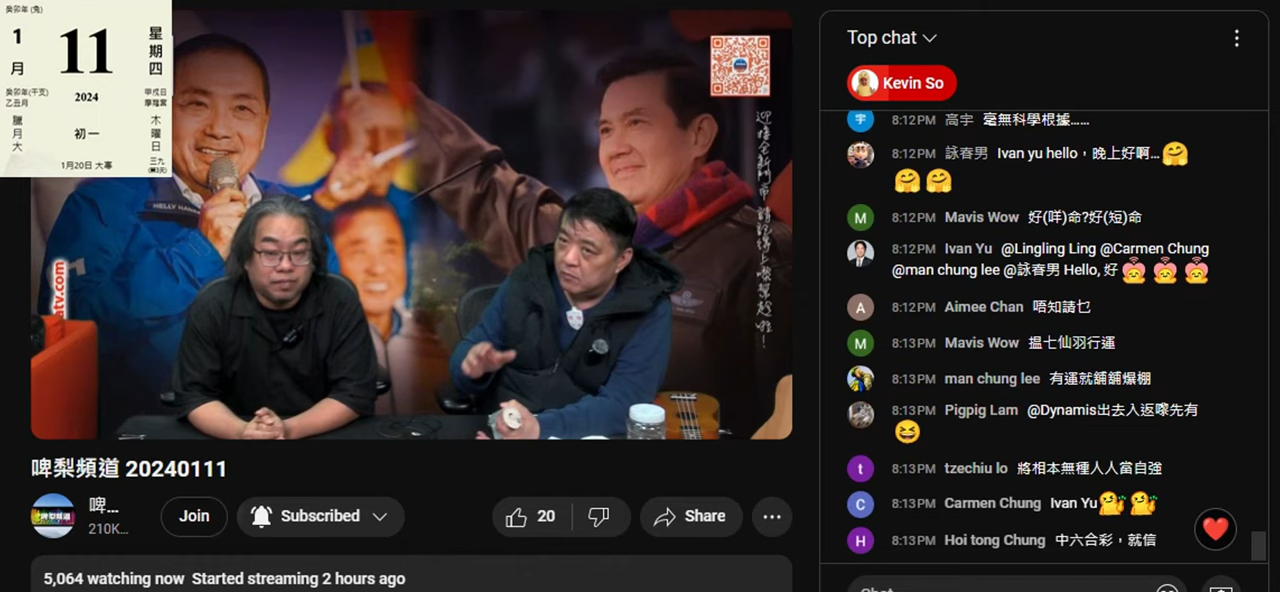 癸卯年 (兔)
1
月
11
星期四
癸卯年(干支)
乙丑月
2024
甲戌日
臘月大
初一
木曜日
1月20日 大寒
三九
HELLY HANSEN
atv.com
啤梨頻道 20240111
啤...
210K...
Join
Subscribed
20
Share
5,064 watching now Started streaming 2 hours ago
Top chat
Kevin So
8:12PM 高宇 毫無科學根據......
8:12PM 詠春男 Ivan yu hello，晚上好啊...🤗
🤗🤗
8:12PM Mavis Wow 好(咩)命?好(短)命
8:12PM Ivan Yu @Lingling Ling @Carmen Chung
@man chung lee @詠春男 Hello, 好
8:12PM Aimee Chan 唔知請乜
8:13PM Mavis Wow 揾七仙羽行運
8:13PM man chung lee 有運就舖舖爆棚
8:13PM Pigpig Lam @Dynamis出去入返嚟先有
😆
8:13PM tzechiu lo 將相本無種人人當自強
8:13PM Carmen Chung Ivan Yu
8:13PM Hoi tong Chung 中六合彩，就信